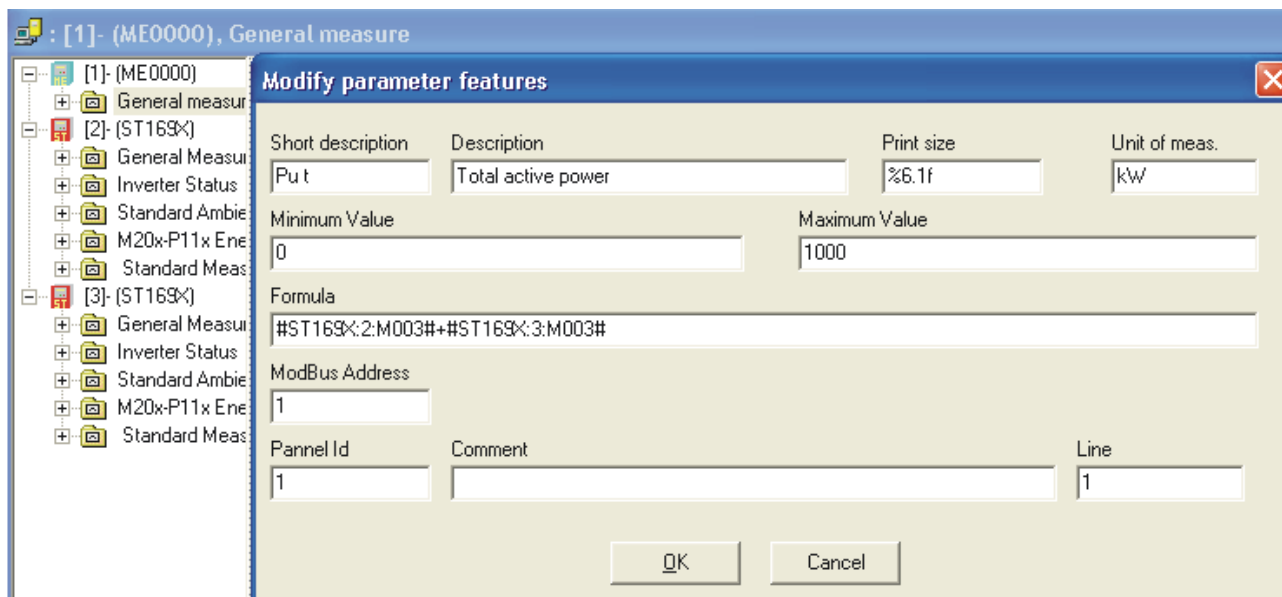 : [1]- (ME0000), General measure
[1]- (ME0000)
General measur
[2]- (ST169X)
General Measu
Inverter Status
Standard Ambie
M20x-P11x Ene
Standard Meas
[3]- (ST169X)
General Measu
Inverter Status
Standard Ambie
M20x-P11x Ene
Standard Meas
Modify parameter features
Short description Description Print size Unit of meas.
Pu t Total active power %6.1f kW
Minimum Value Maximum Value
0 1000
Formula
#ST169X:2:M003#+#ST169X:3:M003#
ModBus Address
1
Pannel Id Comment Line
1 1
OK Cancel